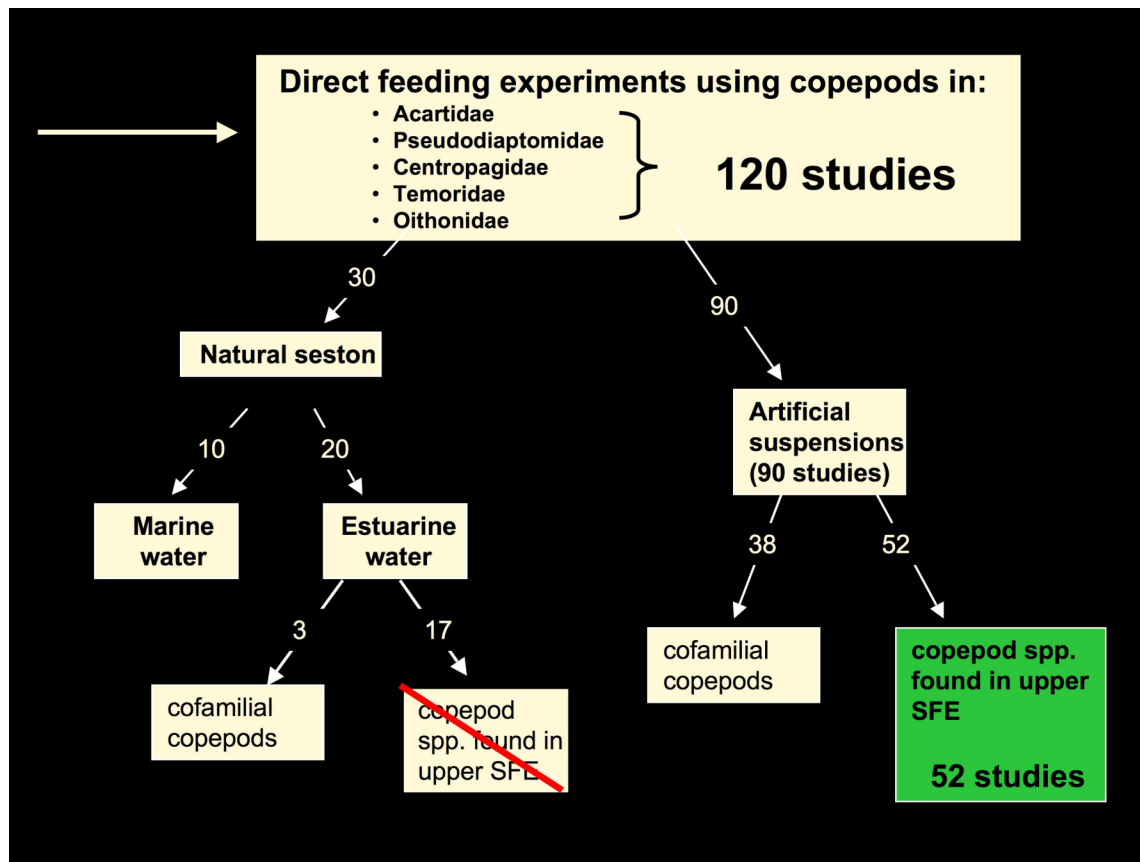 Direct feeding experiments using copepods in:
• Acartidae
• Pseudodiaptomidae
• Centropagidae
• Temoridae
• Oithonidae
120 studies
30
90
Natural seston
Artificial
suspensions
(90 studies)
10
20
Marine
water
Estuarine
water
38
52
3
17
cofamilial
copepods
copepod
spp. found in
upper SFE
cofamilial
copepods
copepod spp.
found in upper
SFE
52 studies